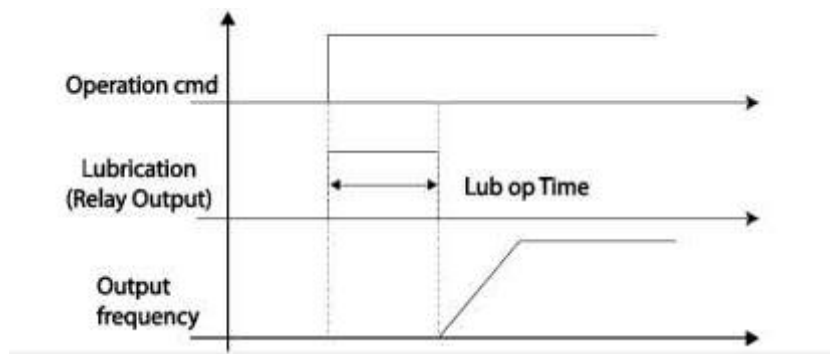 Operation cmd
Lubrication
(Relay Output)
Lub op Time
Output
frequency